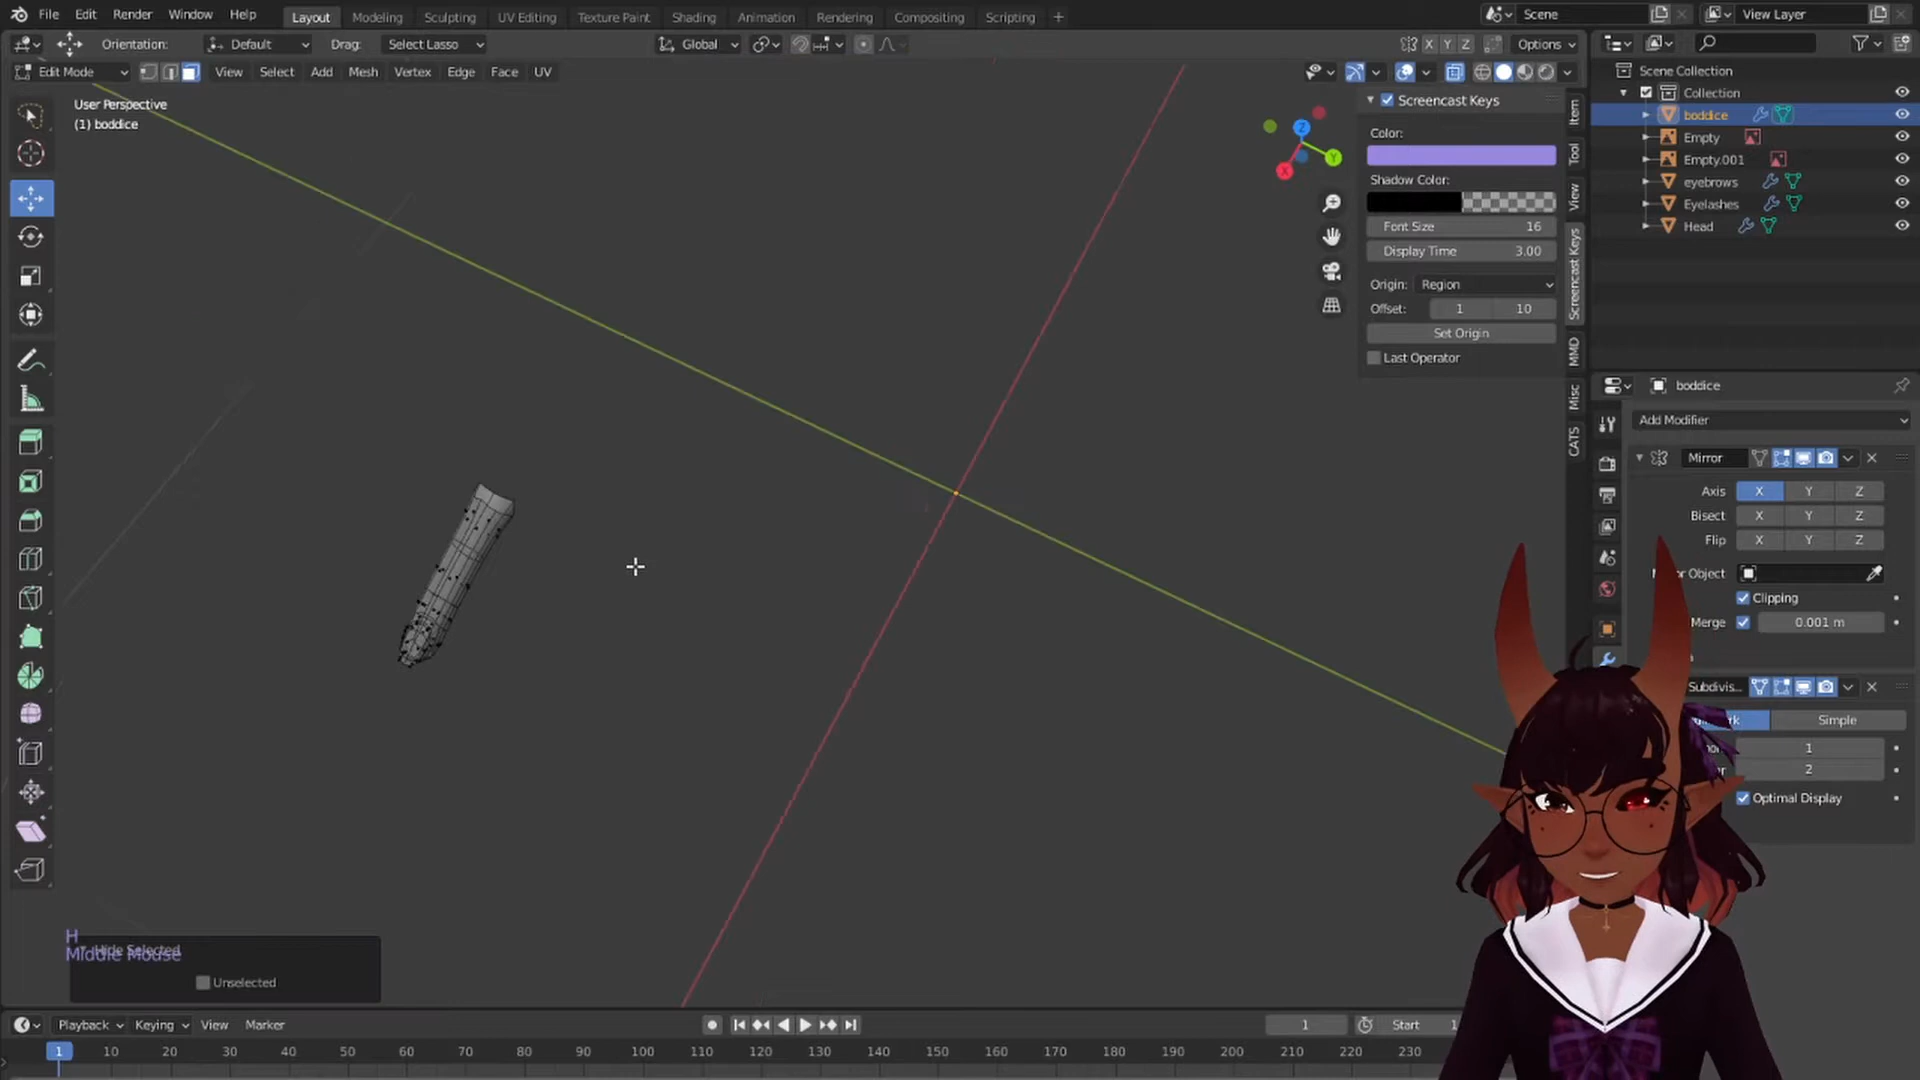 File Edit Render Window Help Layout Modeling Sculpting UV Editing Texture Paint Shading Animation Rendering Compositing Scripting + Scene View Layer
Orientation: Default Drag: Select Lasso Global X Y Z Options
Edit Mode View Select Add Mesh Vertex Edge Face UV
User Perspective
(1) boddice
Screencast Keys
Color:
Shadow Color:
Font Size 16
Display Time 3.00
Origin: Region
Offset: 1 10
Set Origin
Last Operator
Z
Y
X
Item
Tool
View
Screencast Keys
MMD
Misc
CATS
Scene Collection
Collection
boddice
Empty
Empty.001
eyebrows
Eyelashes
Head
boddice
Add Modifier
Mirror
Axis X Y Z
Bisect X Y Z
Flip X Y Z
Object
Clipping
Merge 0.001 m
Subdivis...
Simple
1
2
Optimal Display
H
Hide Selected
Middle Mouse
Unselected
Playback Keying View Marker 1 Start
1 10 20 30 40 50 60 70 80 90 100 110 120 130 140 150 160 170 180 190 200 210 220 230